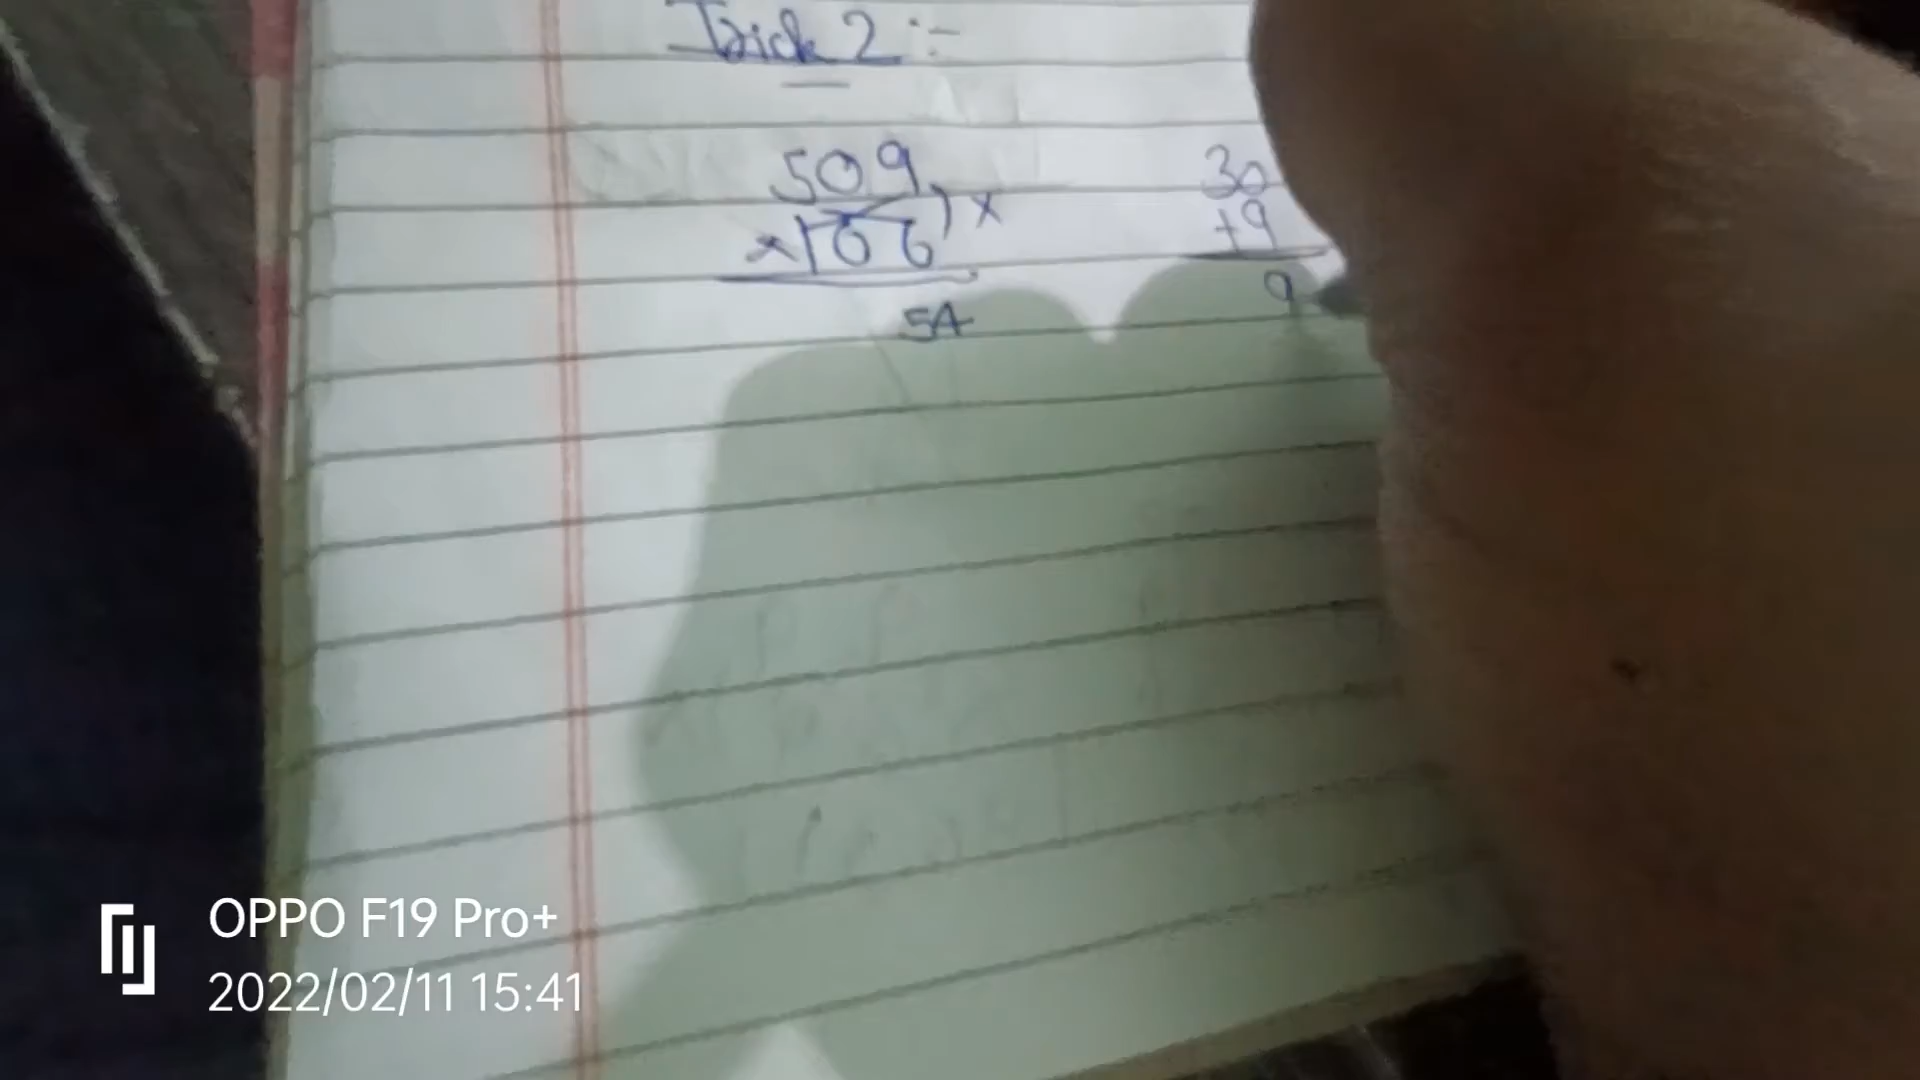 Trick 2 :-
509
×106 ) ×
54
30
+9
9
OPPO F19 Pro+
2022/02/11 15:41